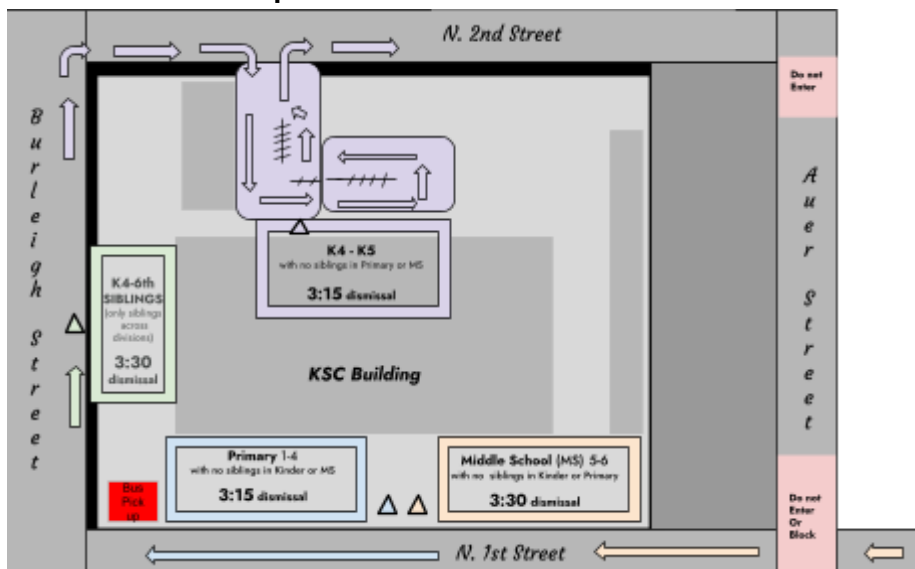 N. 2nd Street
Do not
Enter
Burleigh Street
Auer Street
K4 - K5
with no siblings in Primary or MS
3:15 dismissal
K4-6th
SIBLINGS
(only siblings
across
divisions)
3:30
dismissal
KSC Building
Primary 1-4
with no siblings in Kinder or MS
3:15 dismissal
Middle School (MS) 5-6
with no siblings in Kinder or Primary
3:30 dismissal
Bus
Pick
up
Do not
Enter
Or
Block
N. 1st Street